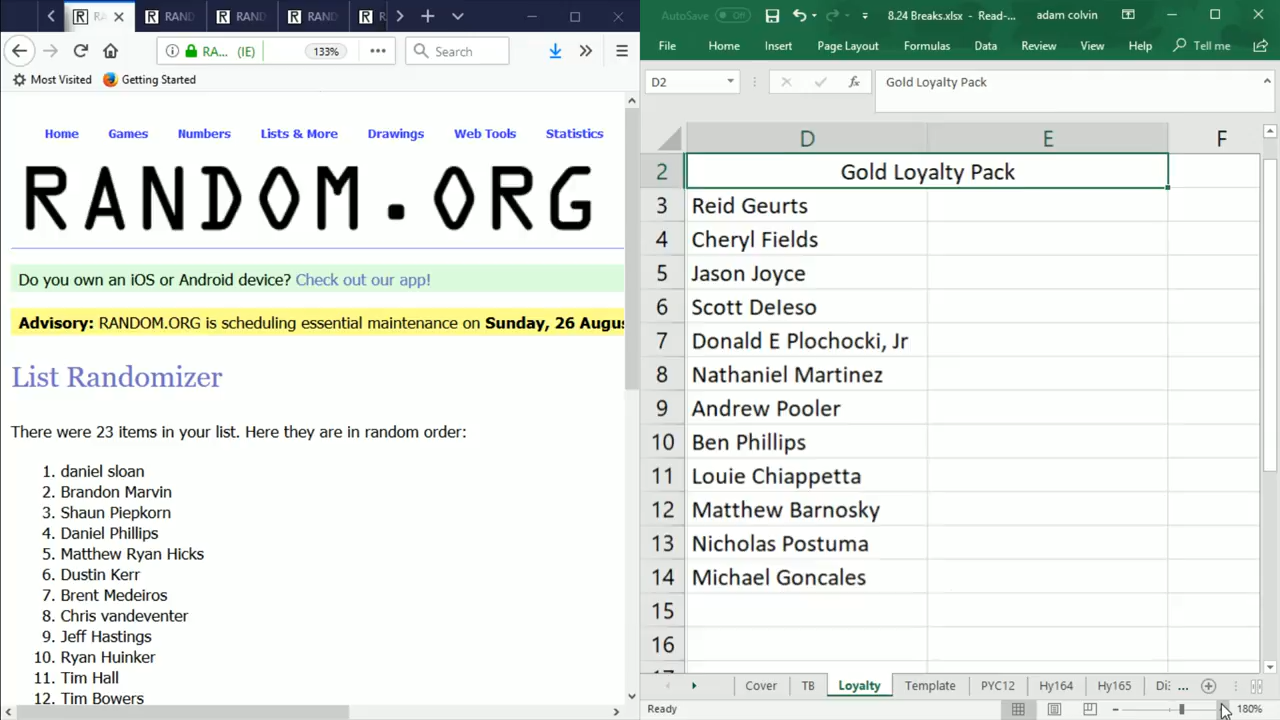 R
RAND
RAND
RAND
R
RA... (IE)
133%
Search
Most Visited
Getting Started
Home
Games
Numbers
Lists & More
Drawings
Web Tools
Statistics
RANDOM.ORG
Do you own an iOS or Android device? Check out our app!
Advisory: RANDOM.ORG is scheduling essential maintenance on Sunday, 26 Augus
List Randomizer
There were 23 items in your list. Here they are in random order:
1. daniel sloan
2. Brandon Marvin
3. Shaun Piepkorn
4. Daniel Phillips
5. Matthew Ryan Hicks
6. Dustin Kerr
7. Brent Medeiros
8. Chris vandeventer
9. Jeff Hastings
10. Ryan Huinker
11. Tim Hall
12. Tim Bowers
AutoSave Off
8.24 Breaks.xlsx - Read-...
adam colvin
File
Home
Insert
Page Layout
Formulas
Data
Review
View
Help
Tell me
D2
fx
Gold Loyalty Pack
D
E
F
2 Gold Loyalty Pack
3 Reid Geurts
4 Cheryl Fields
5 Jason Joyce
6 Scott DeIeso
7 Donald E Plochocki, Jr
8 Nathaniel Martinez
9 Andrew Pooler
10 Ben Phillips
11 Louie Chiappetta
12 Matthew Barnosky
13 Nicholas Postuma
14 Michael Goncales
15
16
Cover
TB
Loyalty
Template
PYC12
Hy164
Hy165
Di
...
Ready
180%